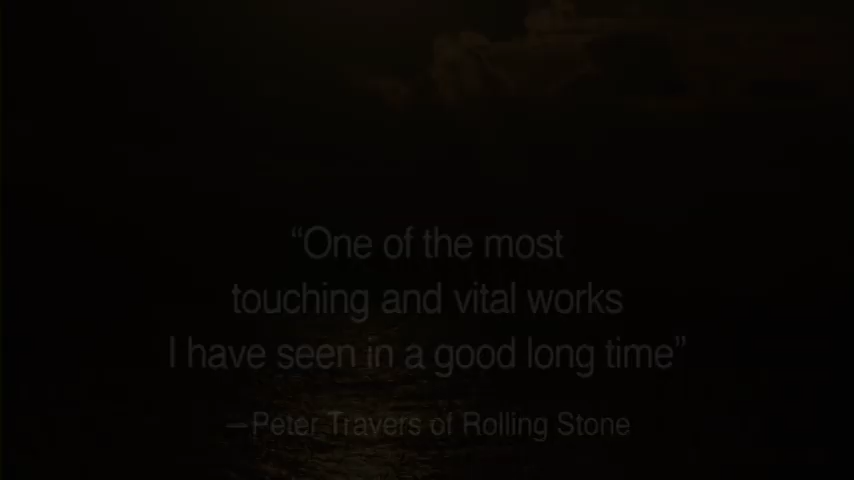 “One of the most
touching and vital works
I have seen in a good long time”
–Peter Travers of Rolling Stone